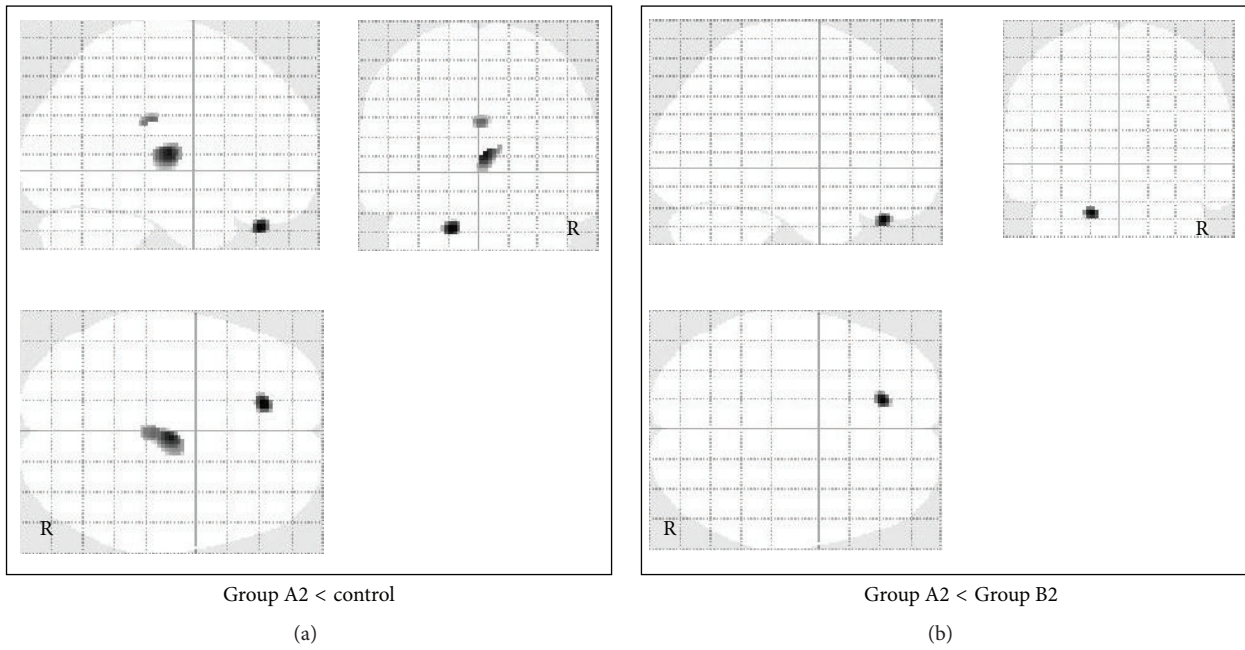 R
R
R
R
Group A2 < control
Group A2 < Group B2
(a)
(b)